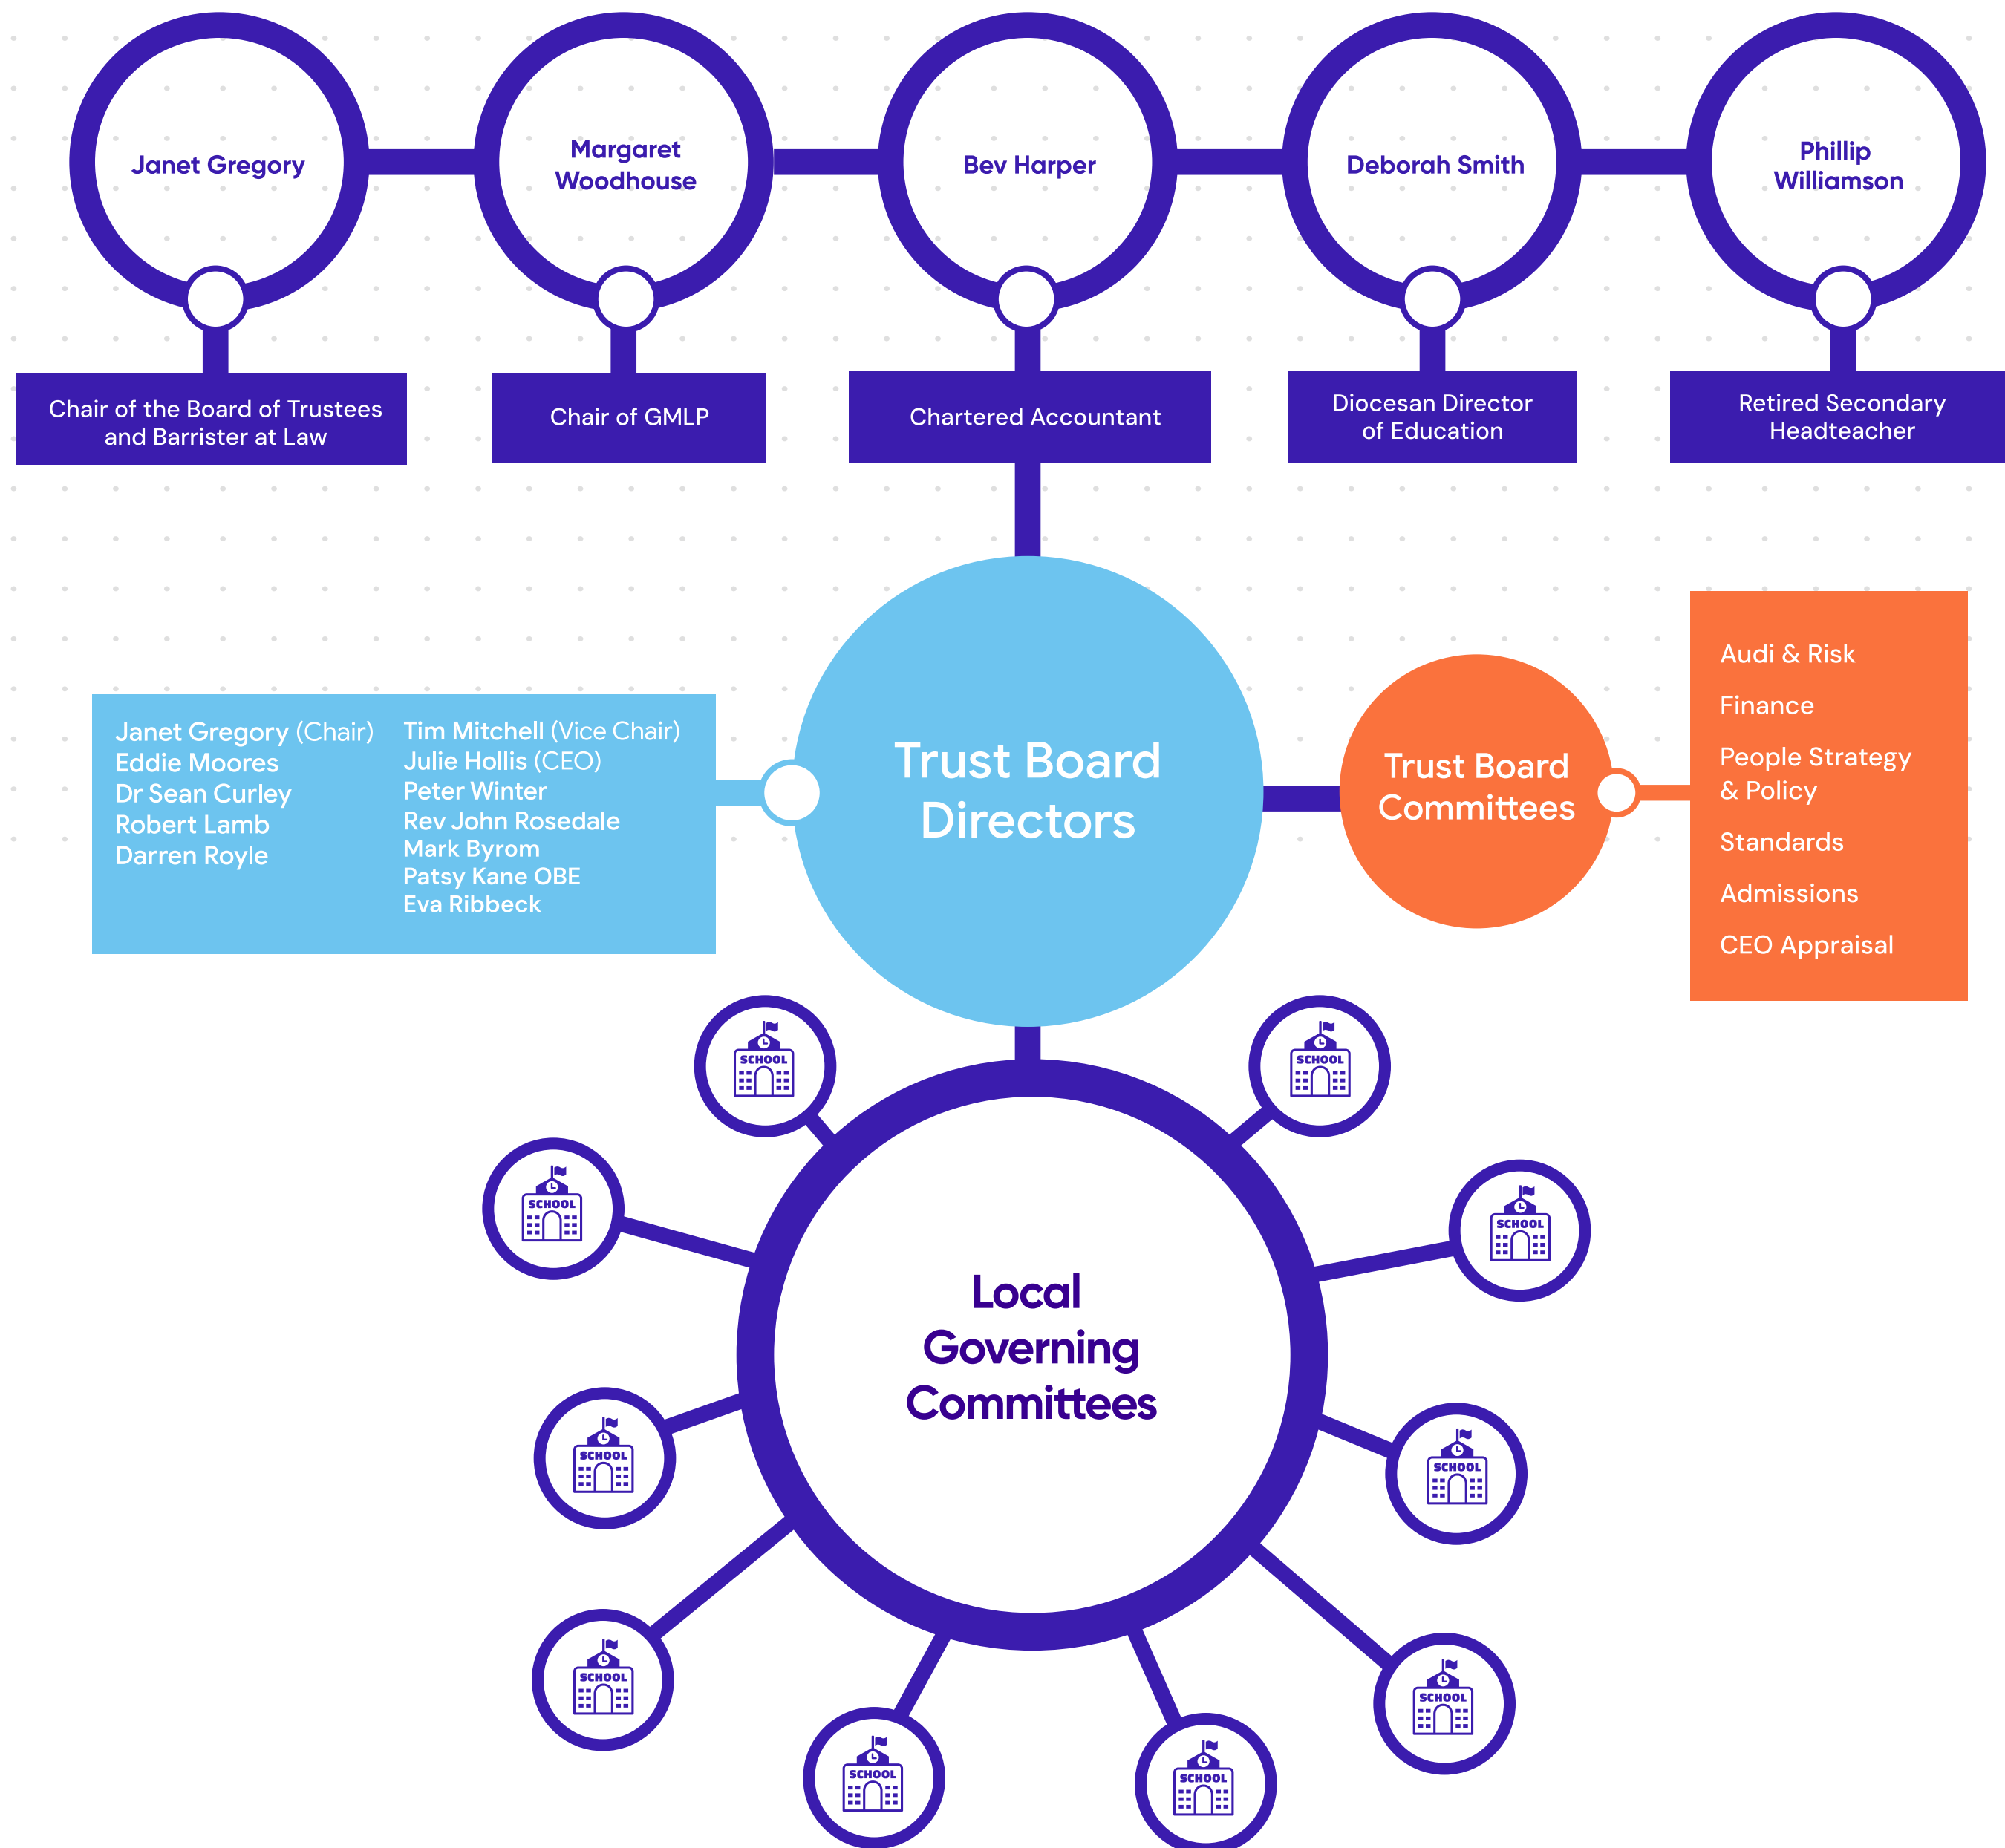 Janet Gregory
Margaret
Woodhouse
Bev Harper
Deborah Smith
Phillip
Williamson
Chair of the Board of Trustees
and Barrister at Law
Chair of GMLP
Chartered Accountant
Diocesan Director
of Education
Retired Secondary
Headteacher
Janet Gregory (Chair)
Eddie Moores
Dr Sean Curley
Robert Lamb
Darren Royle
Tim Mitchell (Vice Chair)
Julie Hollis (CEO)
Peter Winter
Rev John Rosedale
Mark Byrom
Patsy Kane OBE
Eva Ribbeck
Trust Board
Directors
Trust Board
Committees
Audi & Risk
Finance
People Strategy
& Policy
Standards
Admissions
CEO Appraisal
SCHOOL
SCHOOL
SCHOOL
SCHOOL
Local
Governing
Committees
SCHOOL
SCHOOL
SCHOOL
SCHOOL
SCHOOL
SCHOOL